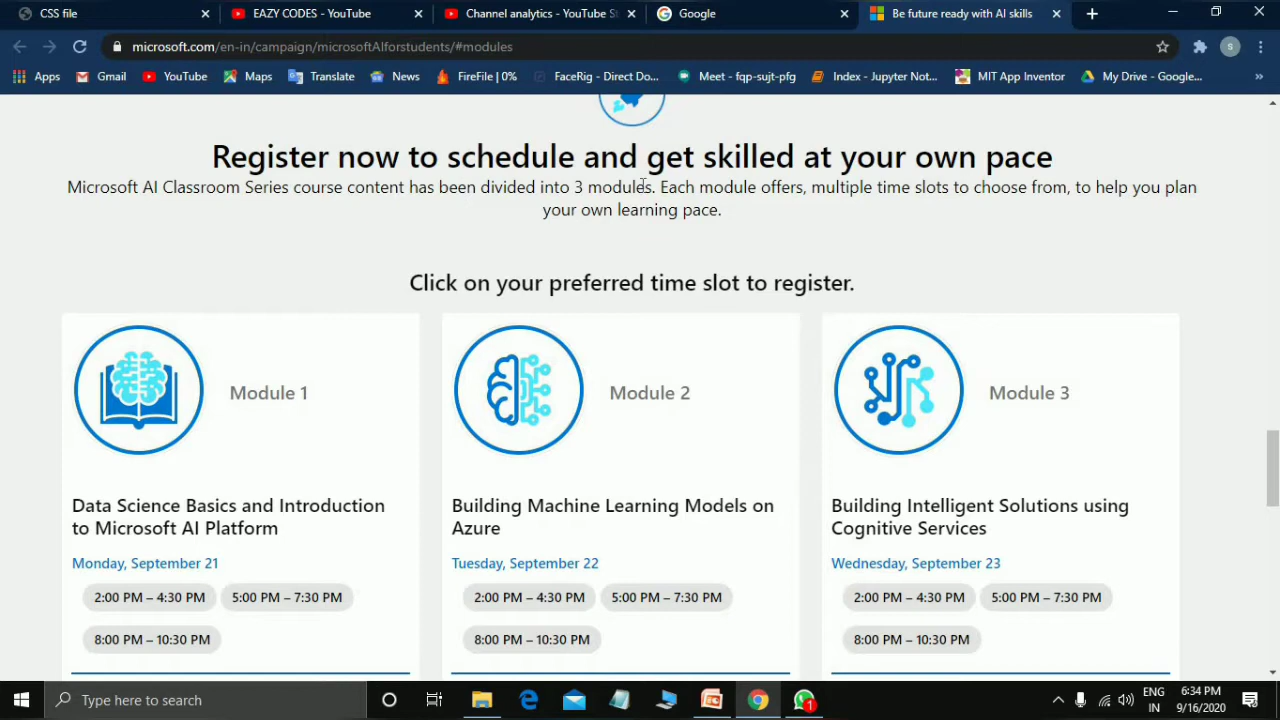 CSS file
EAZY CODES - YouTube
Channel analytics - YouTube St
Google
Be future ready with AI skills
microsoft.com/en-in/campaign/microsoftAIforstudents/#modules
S
Apps
Gmail
YouTube
Maps
Translate
News
FireFile | 0%
FaceRig - Direct Do...
Meet - fqp-sujt-pfg
Index - Jupyter Not...
MIT App Inventor
My Drive - Google...
»
Register now to schedule and get skilled at your own pace
Microsoft AI Classroom Series course content has been divided into 3 modules. Each module offers, multiple time slots to choose from, to help you plan
your own learning pace.
Click on your preferred time slot to register.
Module 1
Data Science Basics and Introduction
to Microsoft AI Platform
Monday, September 21
2:00 PM – 4:30 PM
5:00 PM – 7:30 PM
8:00 PM – 10:30 PM
Module 2
Building Machine Learning Models on
Azure
Tuesday, September 22
2:00 PM – 4:30 PM
5:00 PM – 7:30 PM
8:00 PM – 10:30 PM
Module 3
Building Intelligent Solutions using
Cognitive Services
Wednesday, September 23
2:00 PM – 4:30 PM
5:00 PM – 7:30 PM
8:00 PM – 10:30 PM
Type here to search
1
ENG
IN
6:34 PM
9/16/2020